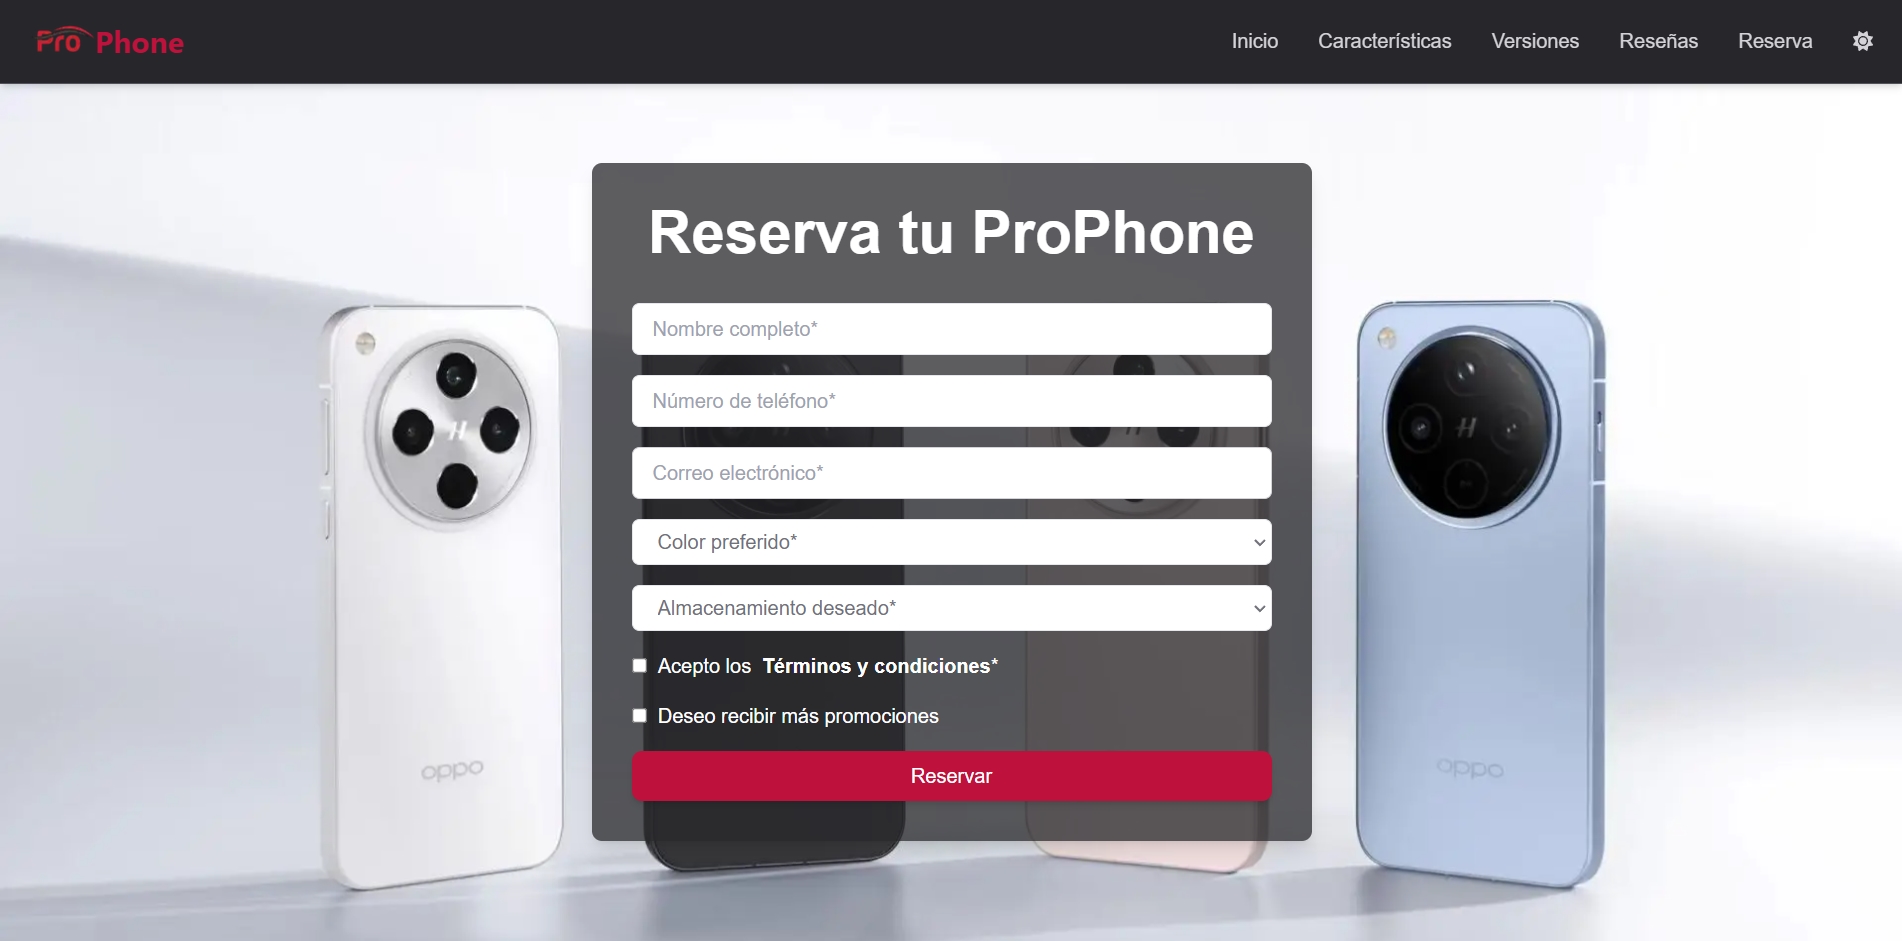 Pro Phone
Inicio
Características
Versiones
Reseñas
Reserva
Reserva tu ProPhone
Nombre completo*
Número de teléfono*
Correo electrónico*
Color preferido*
Almacenamiento deseado*
Acepto los Términos y condiciones*
Deseo recibir más promociones
Reservar
H
H
oppo
oppo